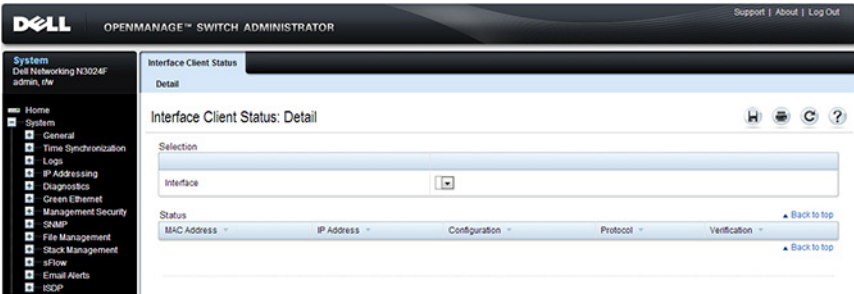 DELL OPENMANAGE™ SWITCH ADMINISTRATOR
Support | About | Log Out
System
Dell Networking N3024F
admin, r/w
Home
System
General
Time Synchronization
Logs
IP Addressing
Diagnostics
Green Ethernet
Management Security
SNMP
File Management
Stack Management
sFlow
Email Alerts
ISDP
Interface Client Status
Detail
Interface Client Status: Detail
Selection
Interface
Status
Back to top
MAC Address IP Address Configuration Protocol Verification
Back to top